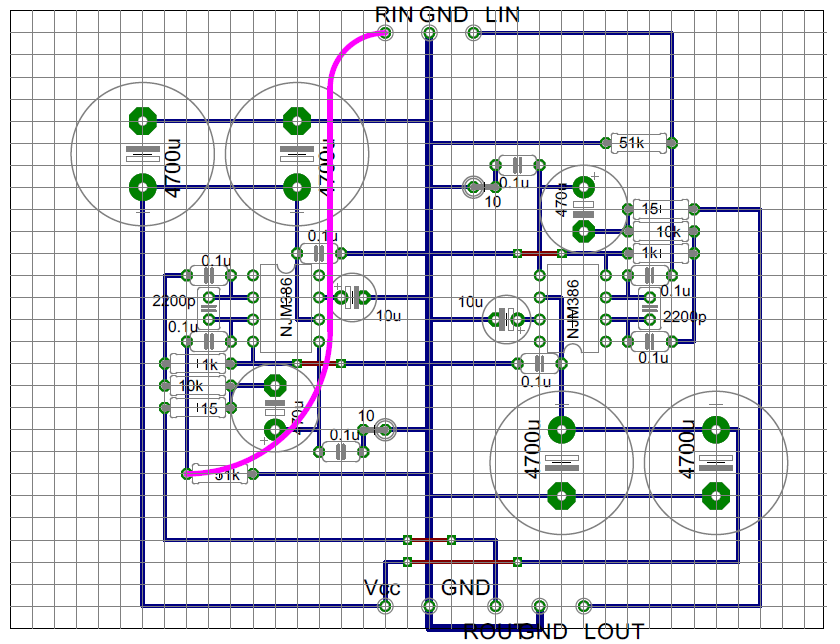 RIN GND LIN
4700u
4700u
51k
0.1u
10
470u
15
10k
1k
0.1u
0.1u
2200p
NJM386
10u
0.1u
10u
NJM386
0.1u
2200p
0.1u
0.1u
1k
10k
15
470u
10
0.1u
51k
4700u
4700u
Vcc GND
ROUT GND LOUT